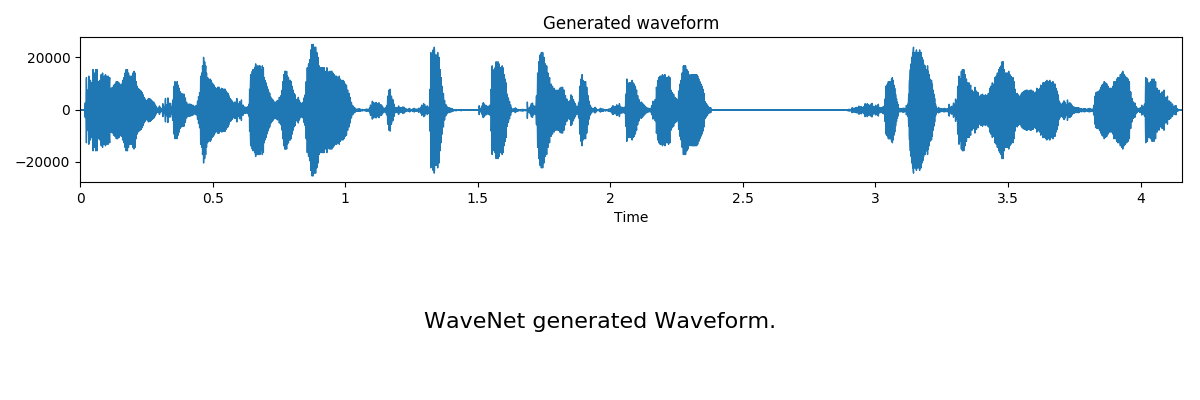 Generated waveform
20000
0
−20000
0 0.5 1 1.5 2 2.5 3 3.5 4
Time
WaveNet generated Waveform.